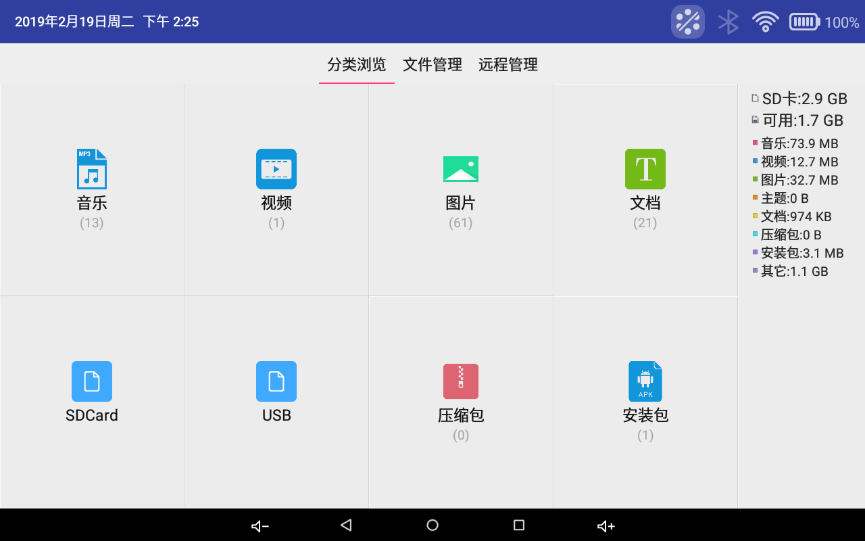 2019年2月19日周二 下午 2:25
100%
分类浏览 文件管理 远程管理
MP3
音乐
(13)
视频
(1)
图片
(61)
T
文档
(21)
SDCard
USB
压缩包
(0)
APK
安装包
(1)
SD卡:2.9 GB
可用:1.7 GB
音乐:73.9 MB
视频:12.7 MB
图片:32.7 MB
主题:0 B
文档:974 KB
压缩包:0 B
安装包:3.1 MB
其它:1.1 GB